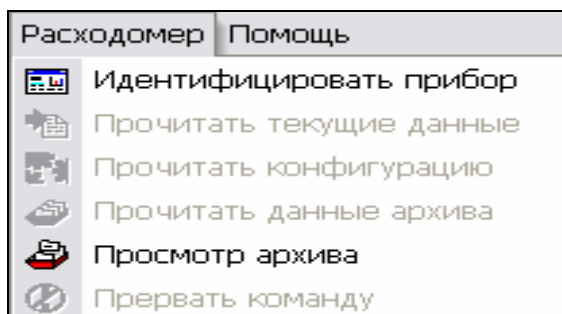 Расходомер Помощь
Идентифицировать прибор
Прочитать текущие данные
Прочитать конфигурацию
Прочитать данные архива
Просмотр архива
Прервать команду